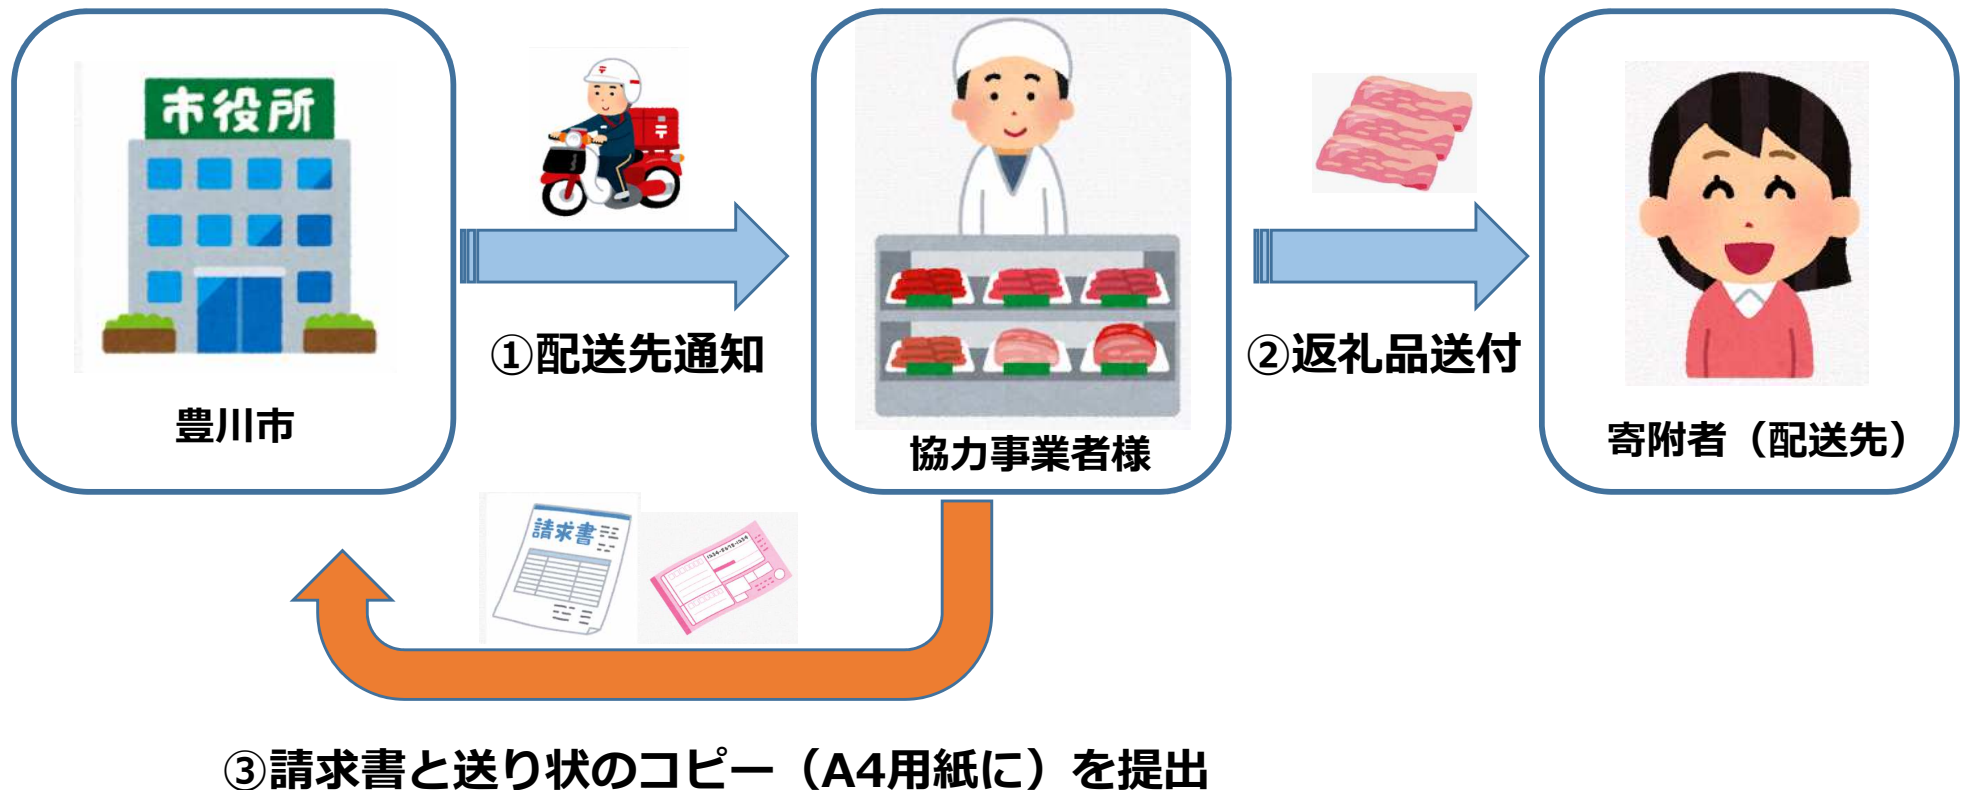 市役所
豊川市
①配送先通知
協力事業者様
②返礼品送付
寄附者（配送先）
請求書
③請求書と送り状のコピー（A4用紙に）を提出